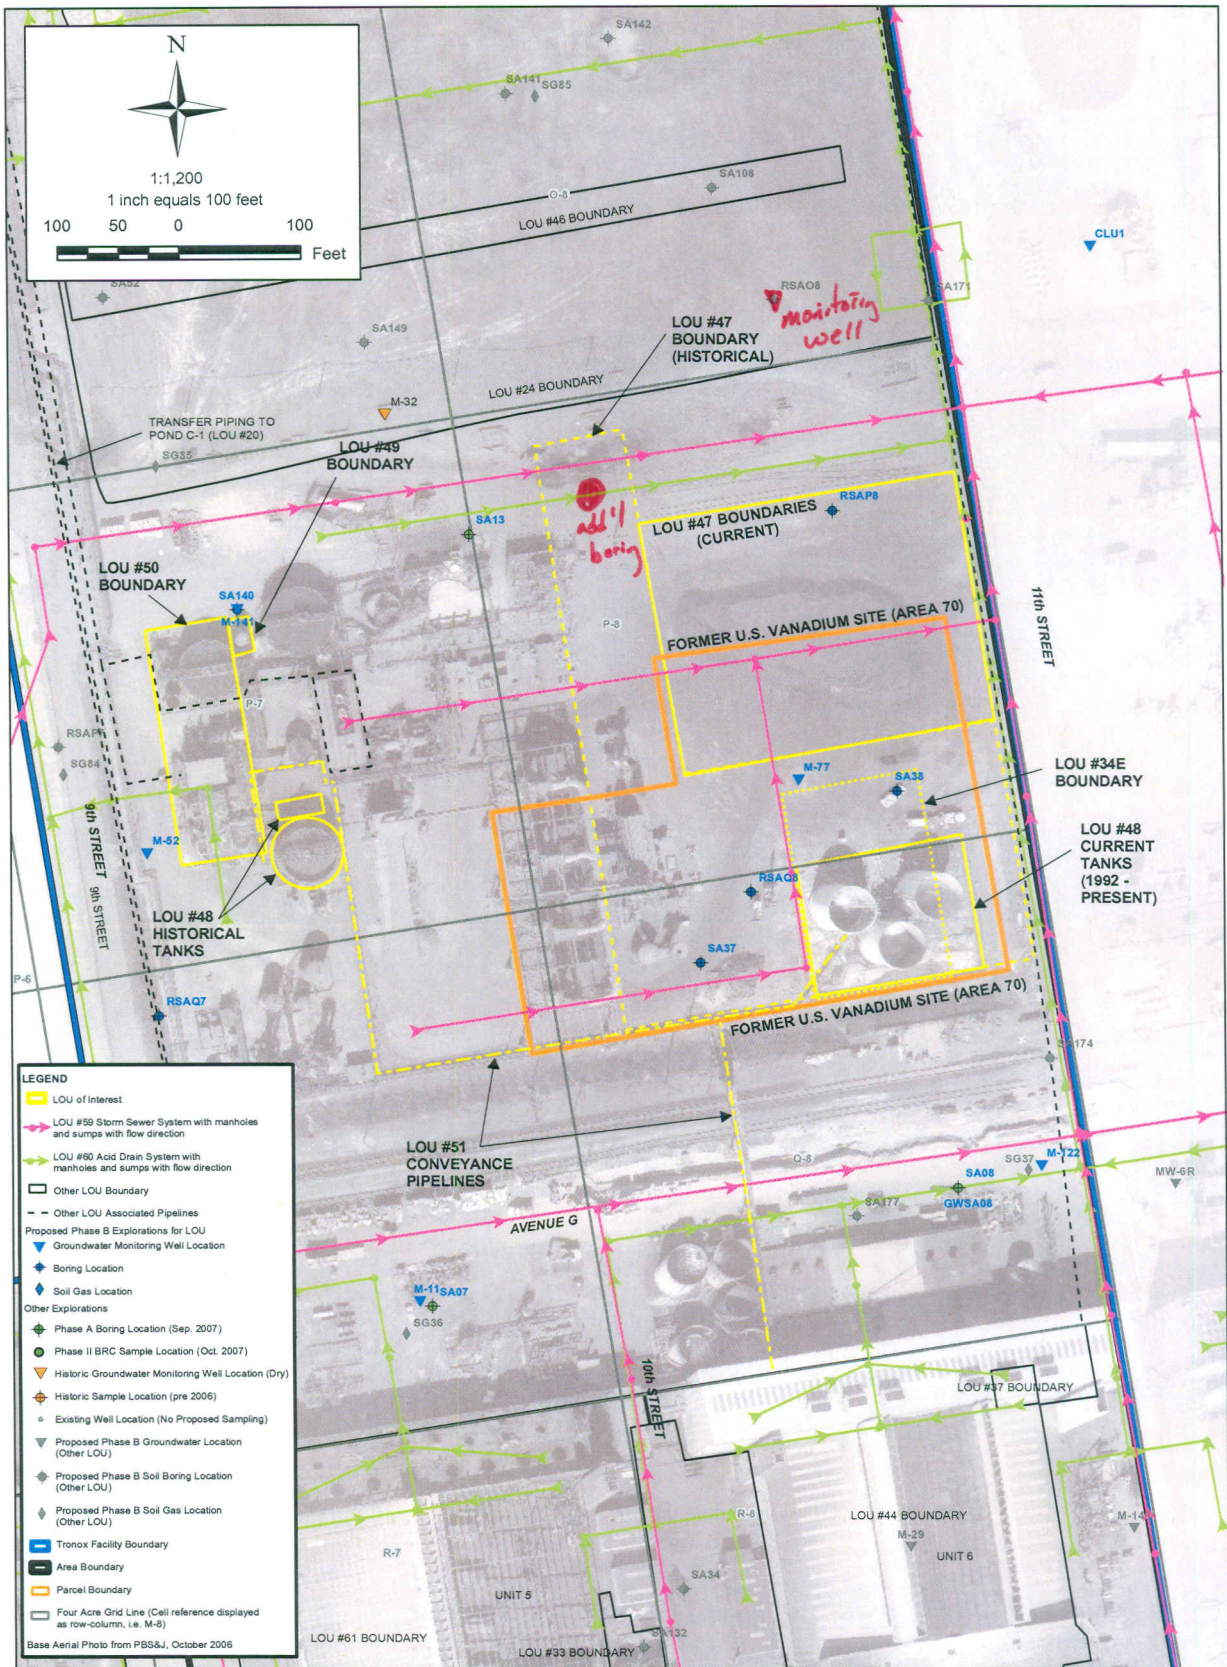 N
1:1,200
1 inch equals 100 feet
100 50 0 100
Feet
SA142
SA141
SG85
SA108
O-8
LOU #46 BOUNDARY
CLU1
SA52
RSAO8
SA171
monitoring
well
SA149
LOU #47
BOUNDARY
(HISTORICAL)
LOU #24 BOUNDARY
M-32
TRANSFER PIPING TO
POND C-1 (LOU #20)
SG35
LOU #49
BOUNDARY
add'l
boring
RSAP8
LOU #47 BOUNDARIES
(CURRENT)
SA13
LOU #50
BOUNDARY
SA140
M-141
11th STREET
P-8
FORMER U.S. VANADIUM SITE (AREA 70)
P-7
SG84
M-77
SA38
LOU #34E
BOUNDARY
9th STREET
9th STREET
M-52
LOU #48
CURRENT
TANKS
(1992 -
PRESENT)
RSAQ8
LOU #48
HISTORICAL
TANKS
SA37
P-6
RSAQ7
FORMER U.S. VANADIUM SITE (AREA 70)
SA174
LOU #51
CONVEYANCE
PIPELINES
Q-8
SG37
M-122
SA08
GWSA08
MW-6R
SA177
AVENUE G
M-11
SA07
SG36
10th STREET
LOU #37 BOUNDARY
R-8
LOU #44 BOUNDARY
M-29
UNIT 6
M-14
R-7
UNIT 5
SA34
SA132
LOU #61 BOUNDARY
LOU #33 BOUNDARY
LEGEND
LOU of Interest
LOU #59 Storm Sewer System with manholes
and sumps with flow direction
LOU #60 Acid Drain System with
manholes and sumps with flow direction
Other LOU Boundary
Other LOU Associated Pipelines
Proposed Phase B Explorations for LOU
Groundwater Monitoring Well Location
Boring Location
Soil Gas Location
Other Explorations
Phase A Boring Location (Sep. 2007)
Phase II BRC Sample Location (Oct. 2007)
Historic Groundwater Monitoring Well Location (Dry)
Historic Sample Location (pre 2006)
Existing Well Location (No Proposed Sampling)
Proposed Phase B Groundwater Location
(Other LOU)
Proposed Phase B Soil Boring Location
(Other LOU)
Proposed Phase B Soil Gas Location
(Other LOU)
Tronox Facility Boundary
Area Boundary
Parcel Boundary
Four Acre Grid Line (Cell reference displayed
as row-column, i.e. M-8)
Base Aerial Photo from PBS&J, October 2006